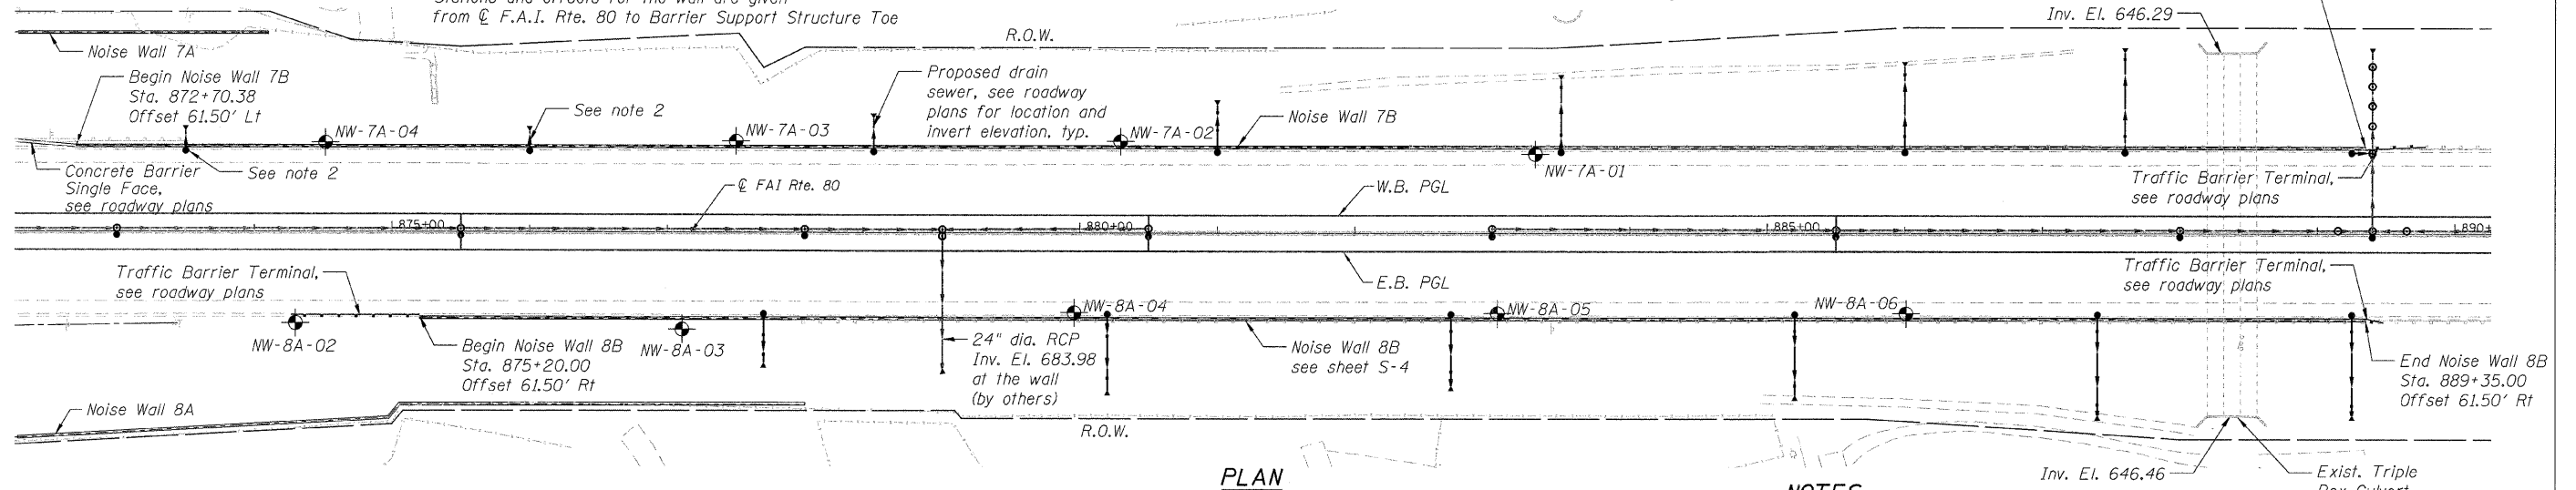 from ℄ F.A.I. Rte. 80 to Barrier Support Structure Toe
Inv. El. 646.29
R.O.W.
Noise Wall 7A
Begin Noise Wall 7B
Sta. 872+70.38
Offset 61.50' Lt
Proposed drain
sewer, see roadway
plans for location and
invert elevation, typ.
See note 2
NW-7A-04
NW-7A-03
NW-7A-02
Noise Wall 7B
NW-7A-01
Concrete Barrier
Single Face,
see roadway plans
See note 2
℄ FAI Rte. 80
W.B. PGL
Traffic Barrier Terminal,
see roadway plans
875+00
880+00
885+00
890+
E.B. PGL
Traffic Barrier Terminal,
see roadway plans
Traffic Barrier Terminal,
see roadway plans
NW-8A-02
NW-8A-03
NW-8A-04
NW-8A-05
NW-8A-06
Begin Noise Wall 8B
Sta. 875+20.00
Offset 61.50' Rt
24" dia. RCP
Inv. El. 683.98
at the wall
(by others)
Noise Wall 8B
see sheet S-4
End Noise Wall 8B
Sta. 889+35.00
Offset 61.50' Rt
Noise Wall 8A
R.O.W.
Inv. El. 646.46
Exist. Triple
PLAN
NOTES